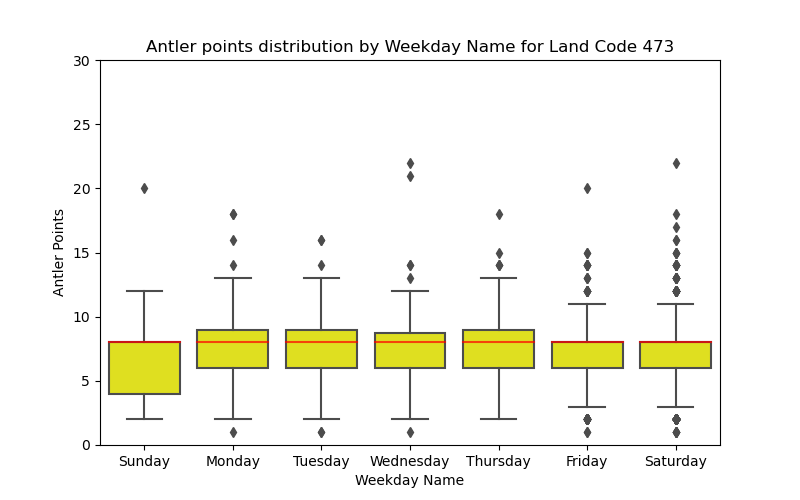 Antler points distribution by Weekday Name for Land Code 473
Antler Points
30
25
20
15
10
5
0
Sunday Monday Tuesday Wednesday Thursday Friday Saturday
Weekday Name